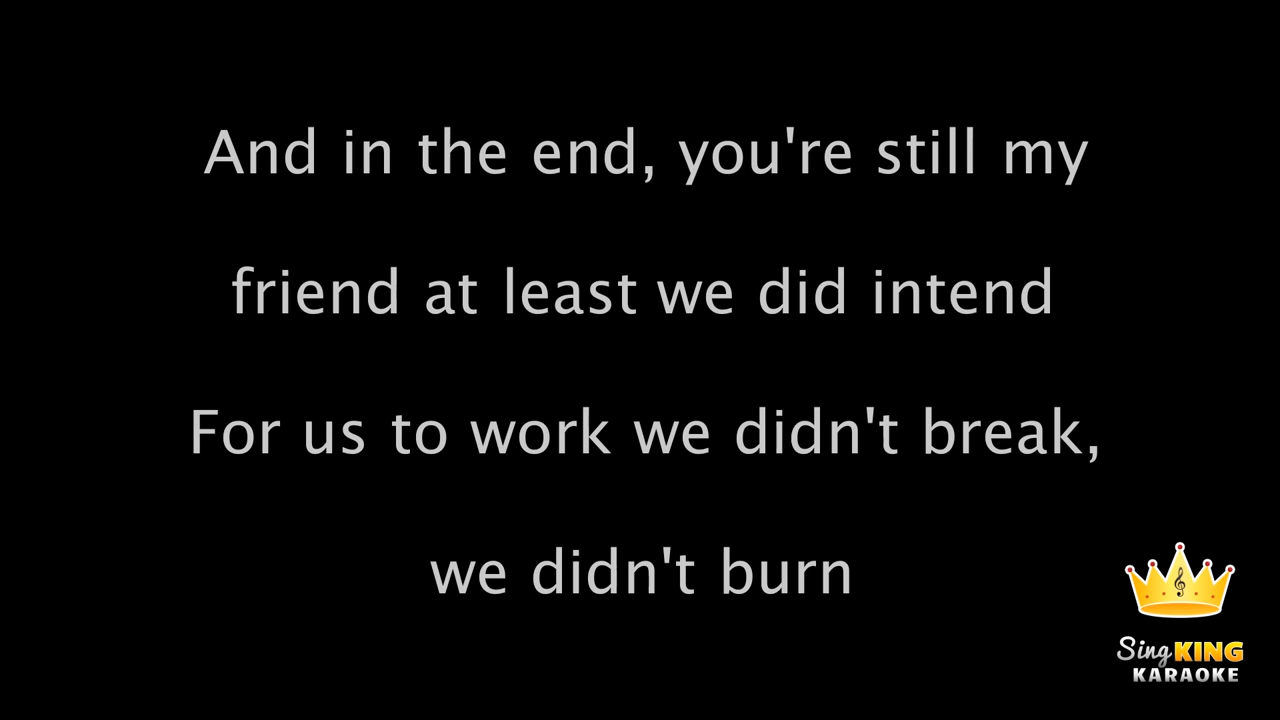 And in the end, you're still my
friend at least we did intend
For us to work we didn't break,
we didn't burn
Sing KING
KARAOKE